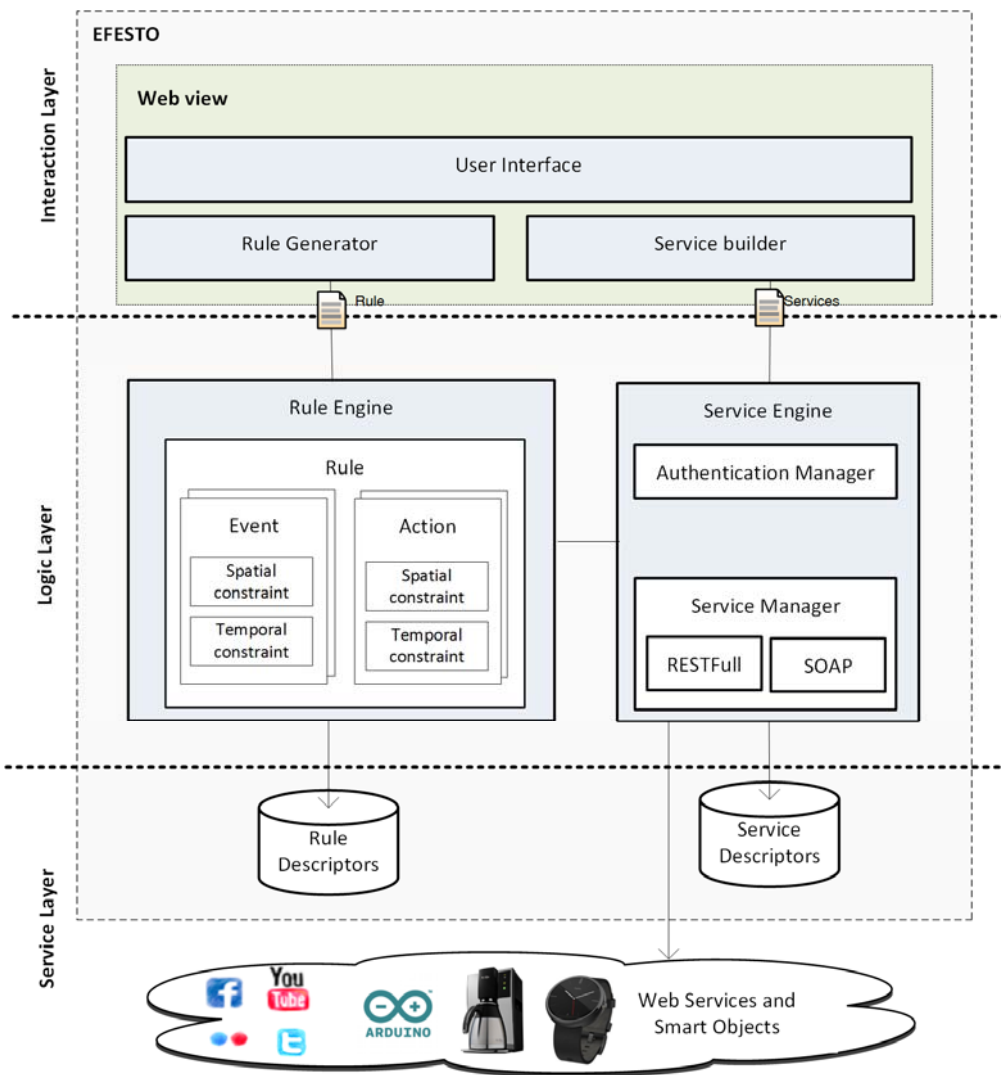 EFESTO
Interaction Layer
Web view
User Interface
Rule Generator
Service builder
Rule
Services
Logic Layer
Rule Engine
Service Engine
Rule
Authentication Manager
Event
Action
Spatial
constraint
Spatial
constraint
Temporal
constraint
Temporal
constraint
Service Manager
RESTFull
SOAP
Service Layer
Rule
Descriptors
Service
Descriptors
You
Tube
ARDUINO
Web Services and
Smart Objects